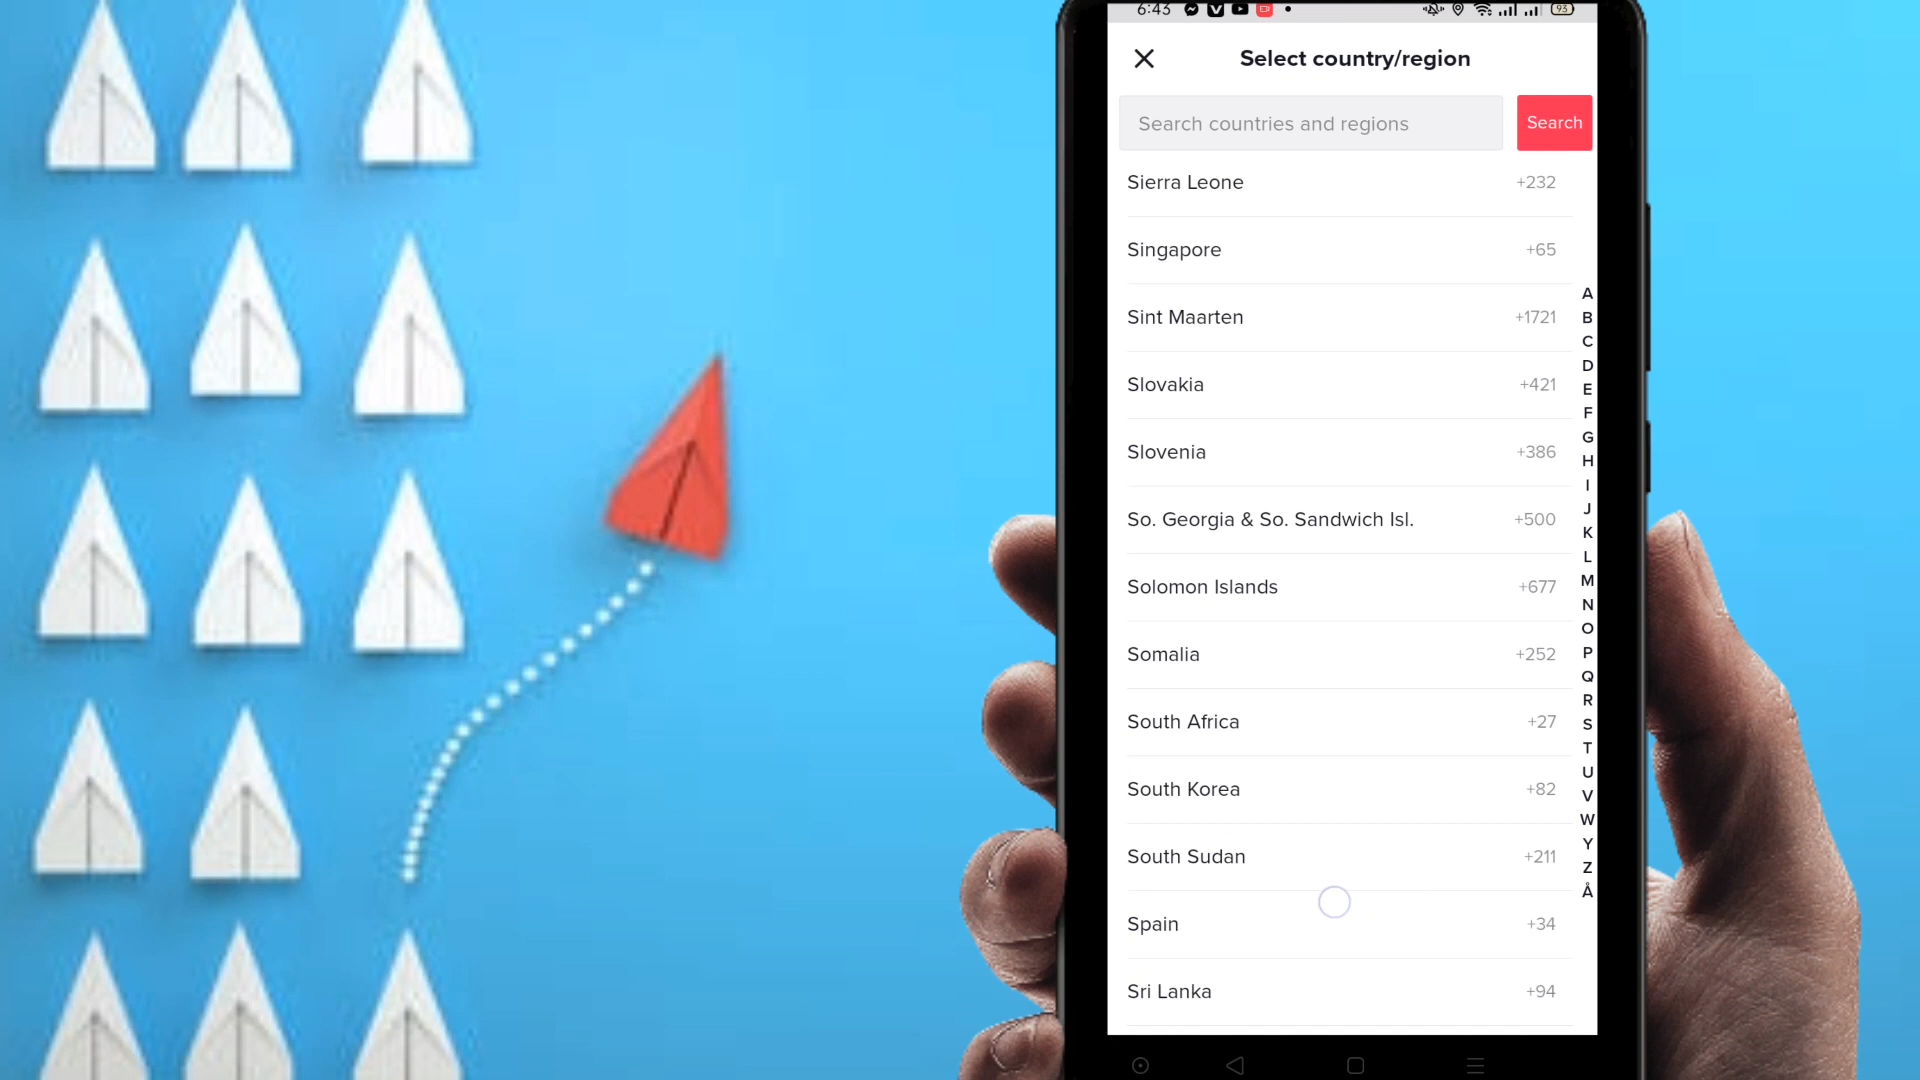 6:43
93
Select country/region
Search countries and regions
Search
Sierra Leone +232
Singapore +65
Sint Maarten +1721
Slovakia +421
Slovenia +386
So. Georgia & So. Sandwich Isl. +500
Solomon Islands +677
Somalia +252
South Africa +27
South Korea +82
South Sudan +211
Spain +34
Sri Lanka +94
A
B
C
D
E
F
G
H
I
J
K
L
M
N
O
P
Q
R
S
T
U
V
W
Y
Z
Å